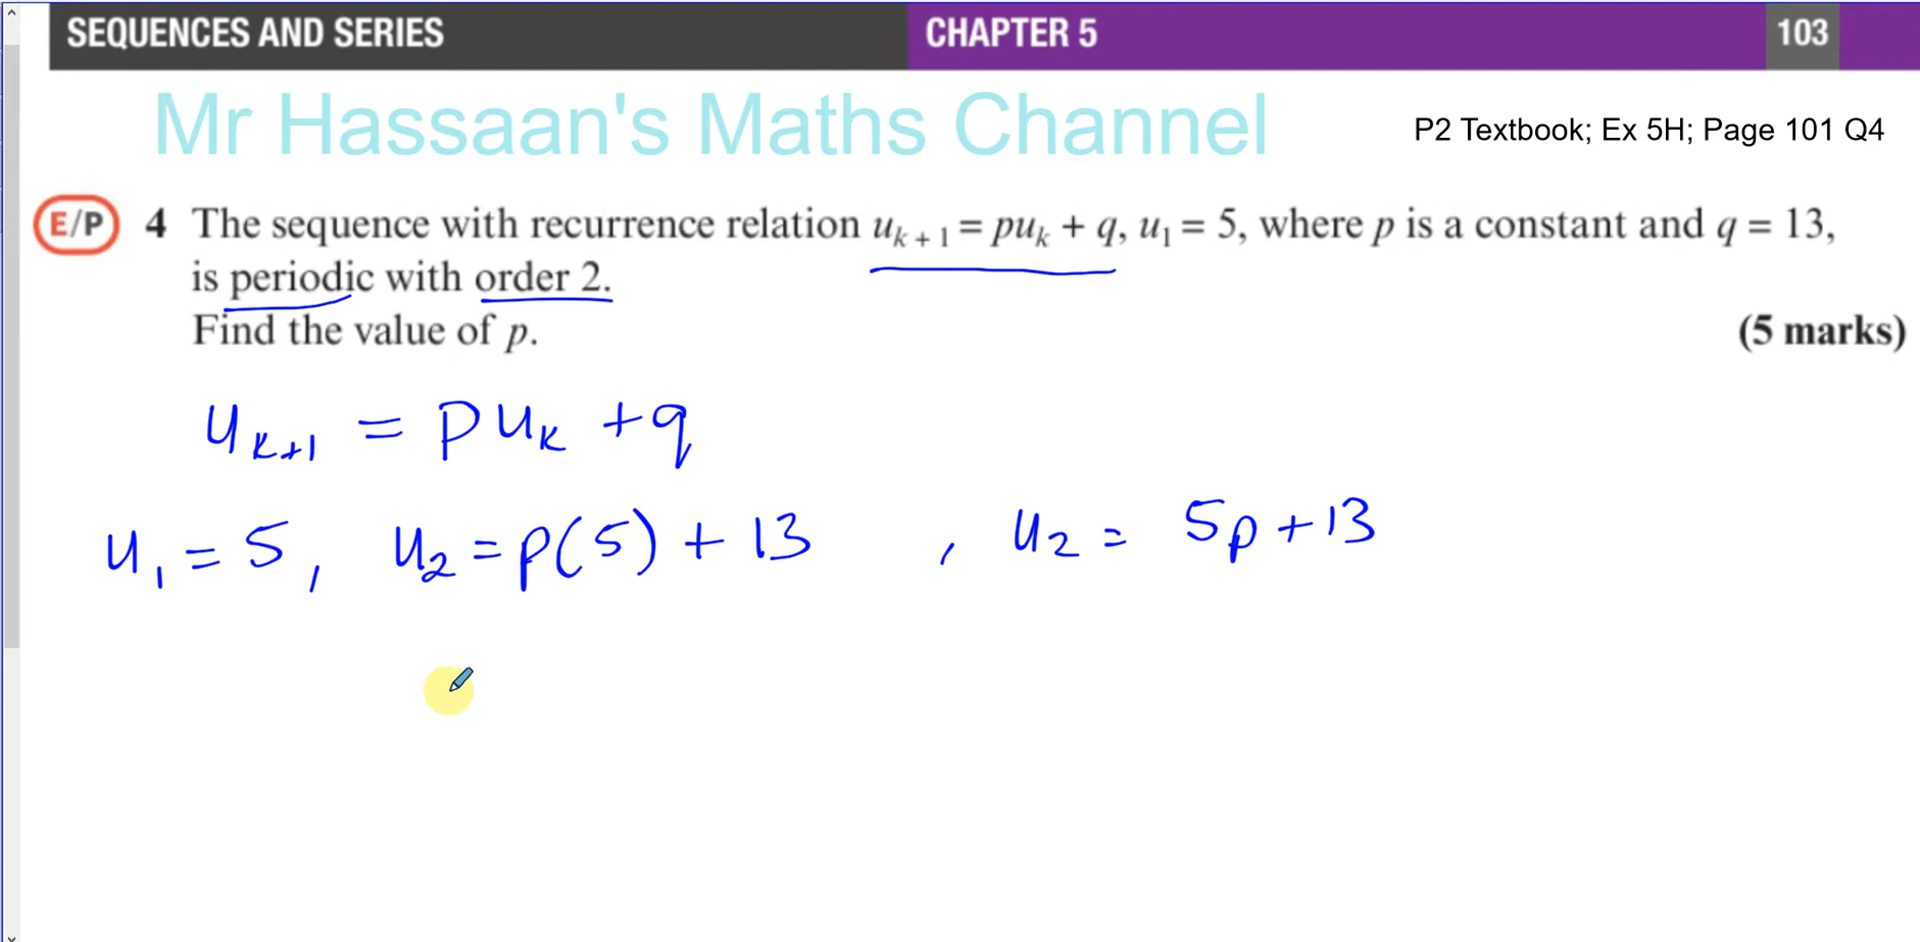 SEQUENCES AND SERIES CHAPTER 5 103
Mr Hassaan's Maths Channel
P2 Textbook; Ex 5H; Page 101 Q4
E/P 4 The sequence with recurrence relation uₖ₊₁ = puₖ + q, u₁ = 5, where p is a constant and q = 13,
is periodic with order 2.
Find the value of p.
(5 marks)
uₖ₊₁ = puₖ + q
u₁ = 5, u₂ = p(5) + 13 , u₂ = 5p + 13